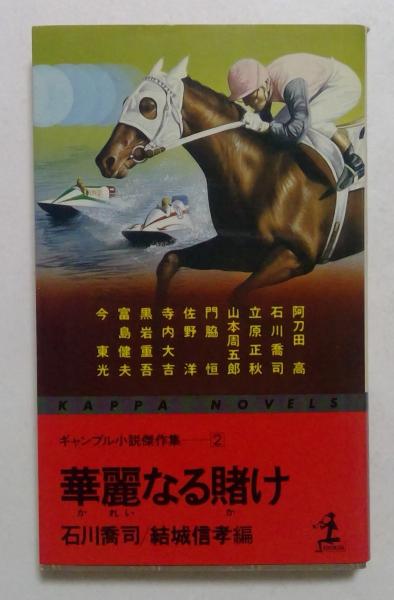 阿刀田 高
石川喬司
立原正秋
山本周五郎
門脇 恒
佐野 洋
寺内大吉
黒岩重吾
富島健夫
今 東光
KAPPA NOVELS
ギャンブル小説傑作集——2
華麗なる賭け
かれい か
石川喬司/結城信孝編